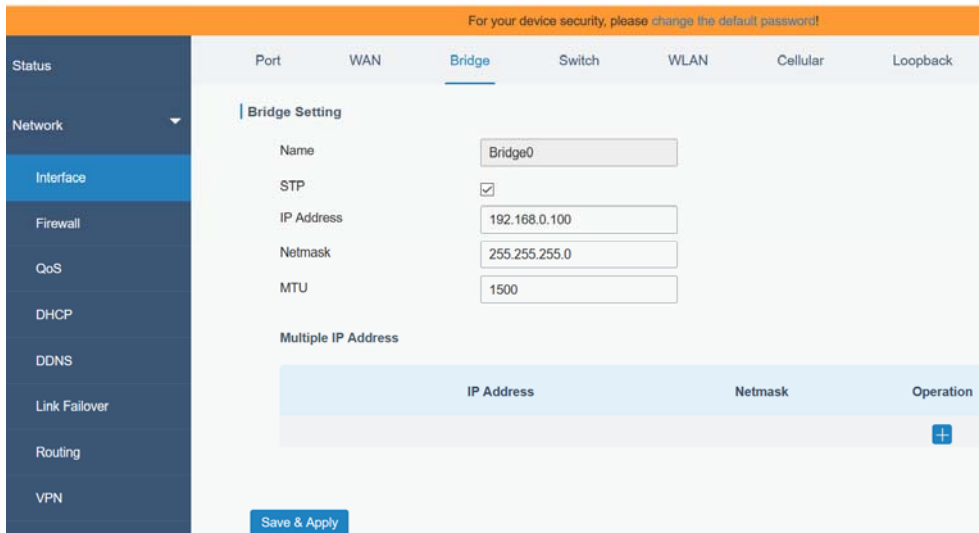 For your device security, please change the default password!
Status
Network
Interface
Firewall
QoS
DHCP
DDNS
Link Failover
Routing
VPN
Port WAN Bridge Switch WLAN Cellular Loopback
Bridge Setting
Name Bridge0
STP
IP Address 192.168.0.100
Netmask 255.255.255.0
MTU 1500
Multiple IP Address
IP Address Netmask Operation
Save & Apply